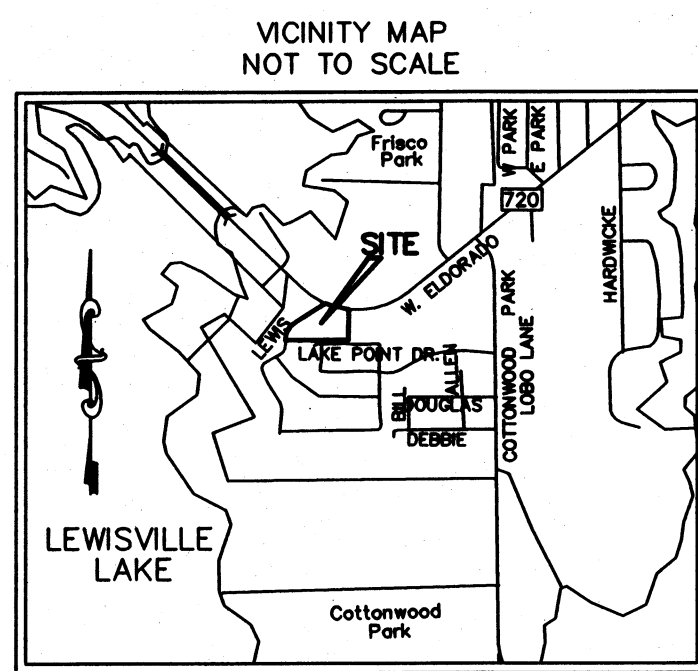 VICINITY MAP
NOT TO SCALE
Frisco
Park
W PARK
E PARK
720
SITE
W. ELDORADO
HARDWICKE
LEWIS
LAKE POINT DR.
COTTONWOOD PARK
LOBO LANE
ALLEN
BILL
DOUGLAS
DEBBIE
LEWISVILLE
LAKE
Cottonwood
Park